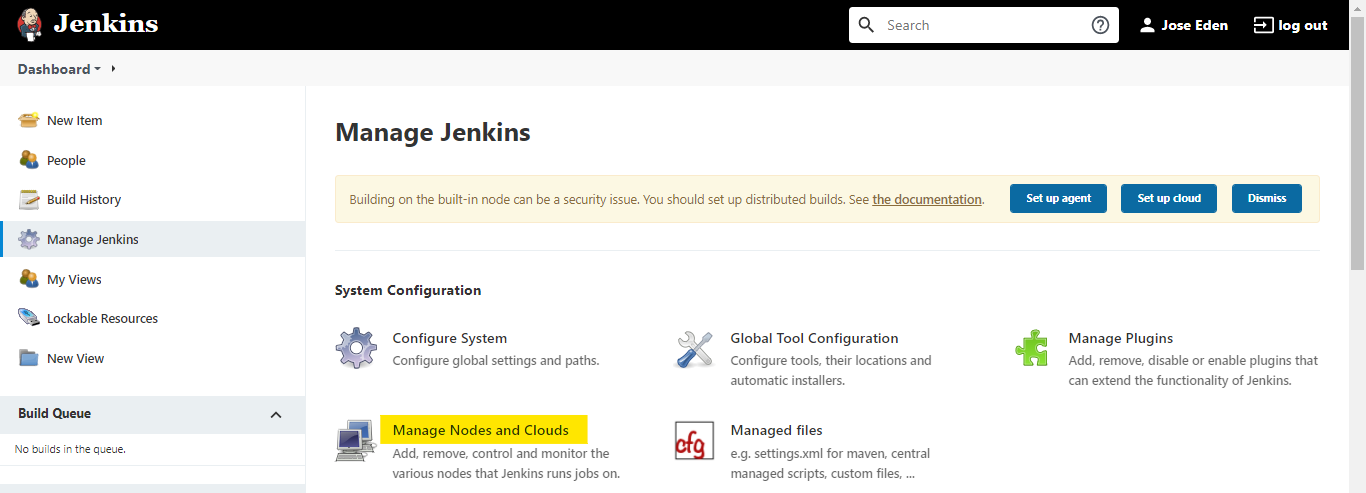 Jenkins
Search
Jose Eden
log out
Dashboard
New Item
People
Build History
Manage Jenkins
My Views
Lockable Resources
New View
Build Queue
No builds in the queue.
Manage Jenkins
Building on the built-in node can be a security issue. You should set up distributed builds. See the documentation.
Set up agent
Set up cloud
Dismiss
System Configuration
Configure System
Configure global settings and paths.
Global Tool Configuration
Configure tools, their locations and
automatic installers.
Manage Plugins
Add, remove, disable or enable plugins that
can extend the functionality of Jenkins.
Manage Nodes and Clouds
Add, remove, control and monitor the
various nodes that Jenkins runs jobs on.
cfg
Managed files
e.g. settings.xml for maven, central
managed scripts, custom files, ...